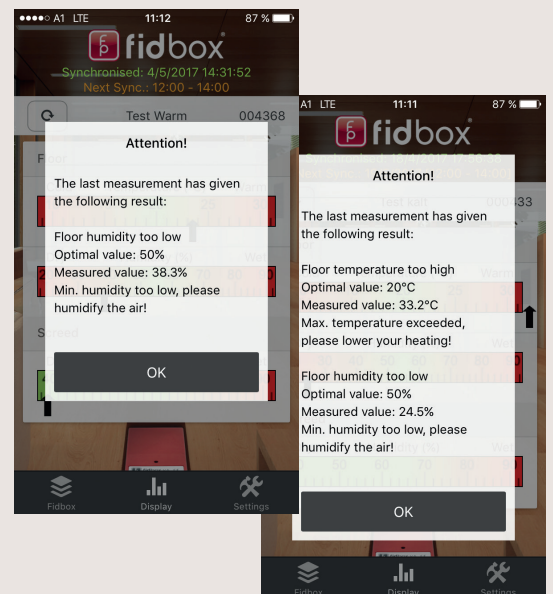 A1 LTE 11:12 87 %
fidbox
Synchronised: 4/5/2017 14:31:52
Next Sync.: 12:00 - 14:00
Test Warm 004368
Attention!
The last measurement has given
the following result:
Floor humidity too low
Optimal value: 50%
Measured value: 38.3%
Min. humidity too low, please
humidify the air!
OK
Fidbox Display Settings
A1 LTE 11:11 87 %
fidbox
Attention!
The last measurement has given
the following result:
Floor temperature too high
Optimal value: 20°C
Measured value: 33.2°C
Max. temperature exceeded,
please lower your heating!
Floor humidity too low
Optimal value: 50%
Measured value: 24.5%
Min. humidity too low, please
humidify the air!
OK
Fidbox Display Settings